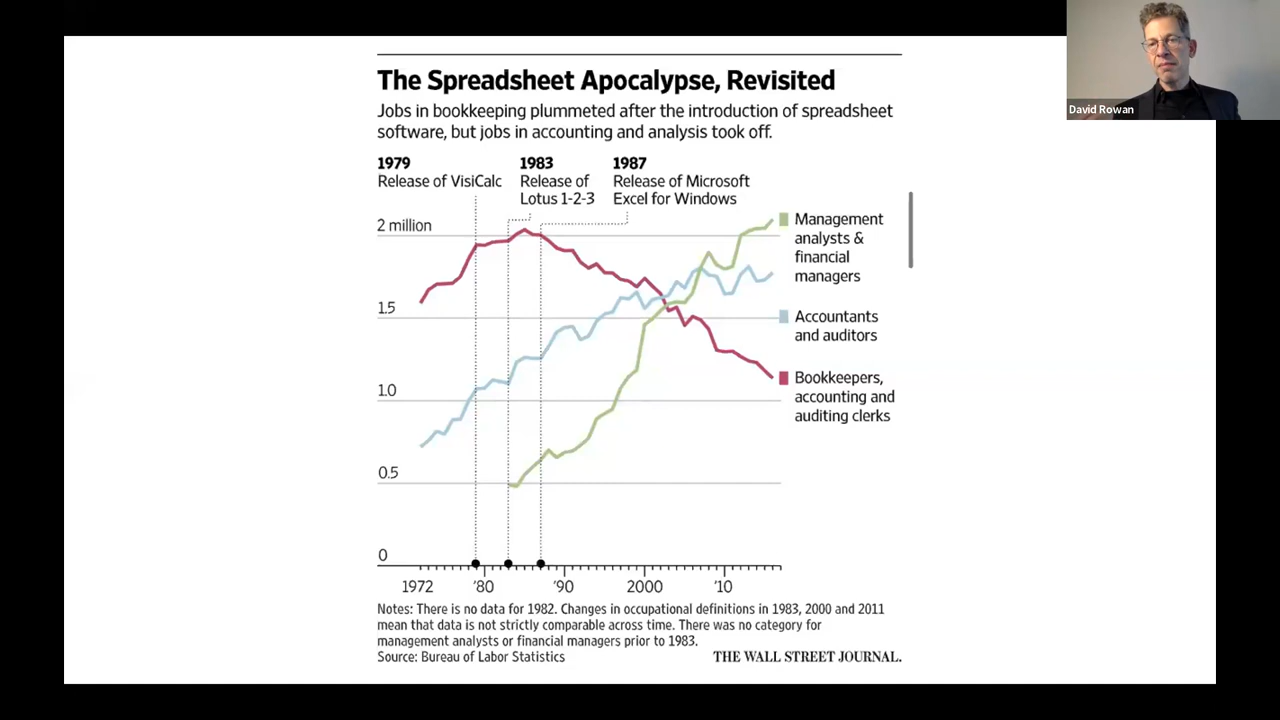 David Rowan
The Spreadsheet Apocalypse, Revisited
Jobs in bookkeeping plummeted after the introduction of spreadsheet
software, but jobs in accounting and analysis took off.
1979
Release of VisiCalc
1983
Release of
Lotus 1-2-3
1987
Release of Microsoft
Excel for Windows
2 million
1.5
1.0
0.5
0
Management
analysts &
financial
managers
Accountants
and auditors
Bookkeepers,
accounting and
auditing clerks
1972 '80 '90 2000 '10
Notes: There is no data for 1982. Changes in occupational definitions in 1983, 2000 and 2011
mean that data is not strictly comparable across time. There was no category for
management analysts or financial managers prior to 1983.
Source: Bureau of Labor Statistics
THE WALL STREET JOURNAL.